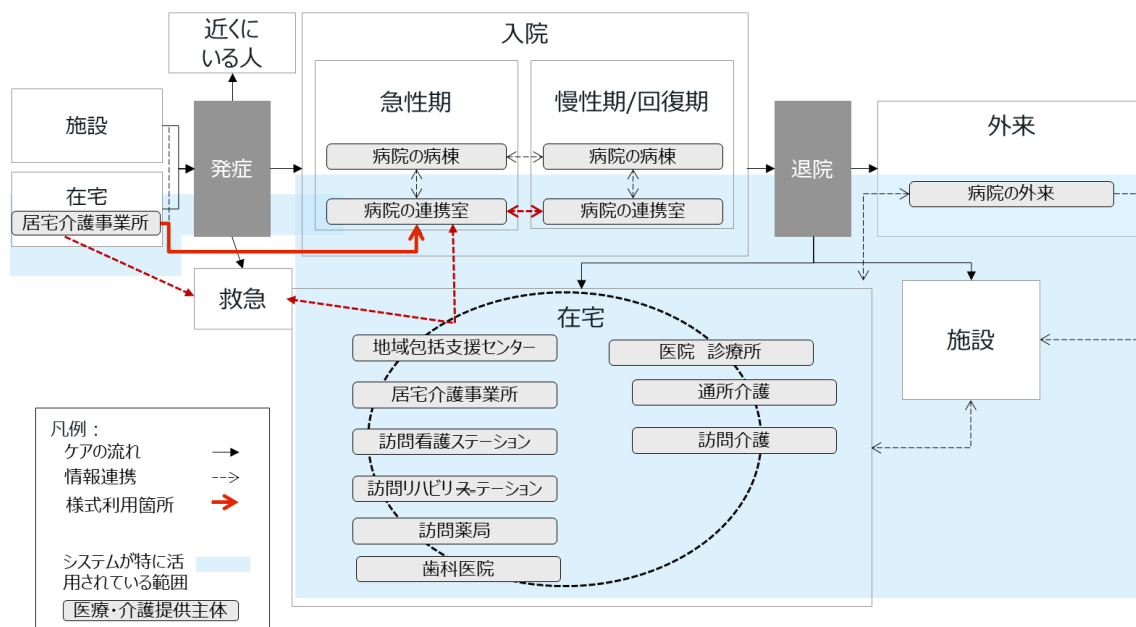 近くに
いる人
入院
急性期
慢性期/回復期
施設
発症
退院
外来
病院の病棟
病院の病棟
在宅
居宅介護事業所
病院の連携室
病院の連携室
病院の外来
救急
在宅
施設
地域包括支援センター
医院 診療所
居宅介護事業所
通所介護
訪問看護ステーション
訪問介護
訪問リハビリステーション
訪問薬局
歯科医院
凡例：
ケアの流れ
情報連携
様式利用箇所
システムが特に活
用されている範囲
医療・介護提供主体